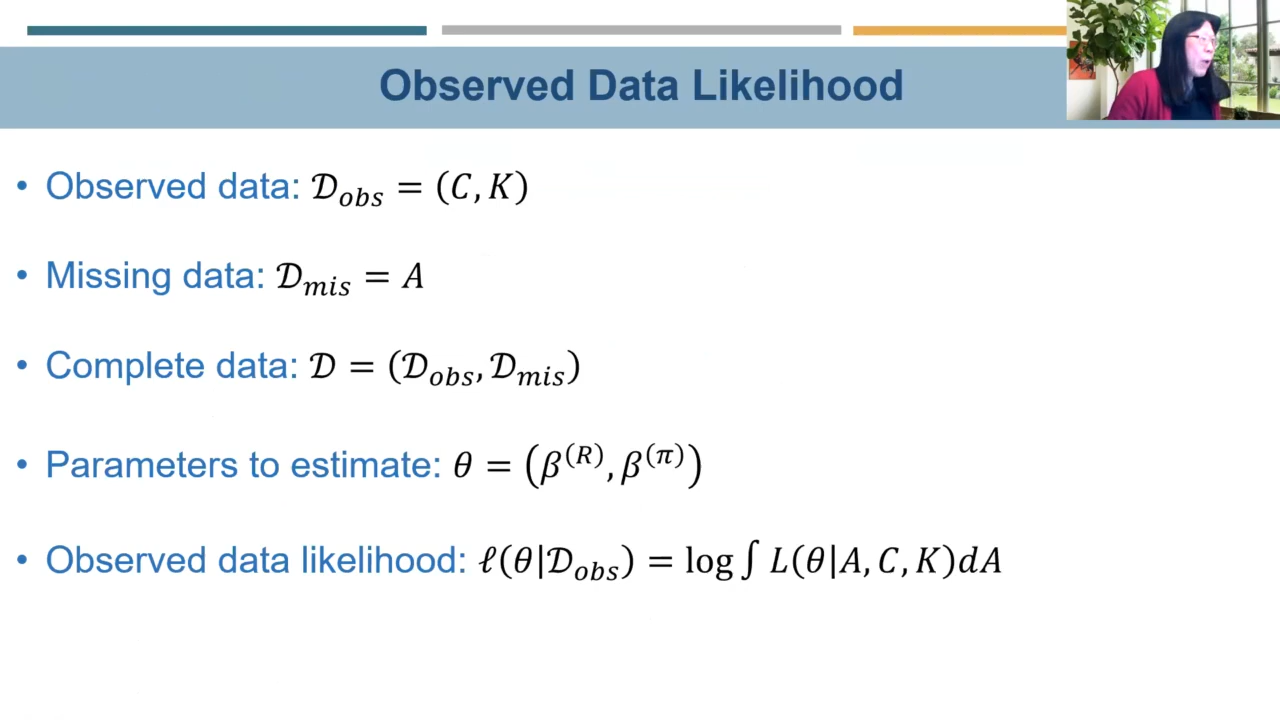 Observed Data Likelihood
• Observed data: 𝒟_obs = (C, K)
• Missing data: 𝒟_mis = A
• Complete data: 𝒟 = (𝒟_obs, 𝒟_mis)
• Parameters to estimate: θ = (β^(R), β^(π))
• Observed data likelihood: ℓ(θ|𝒟_obs) = log ∫ L(θ|A, C, K)dA